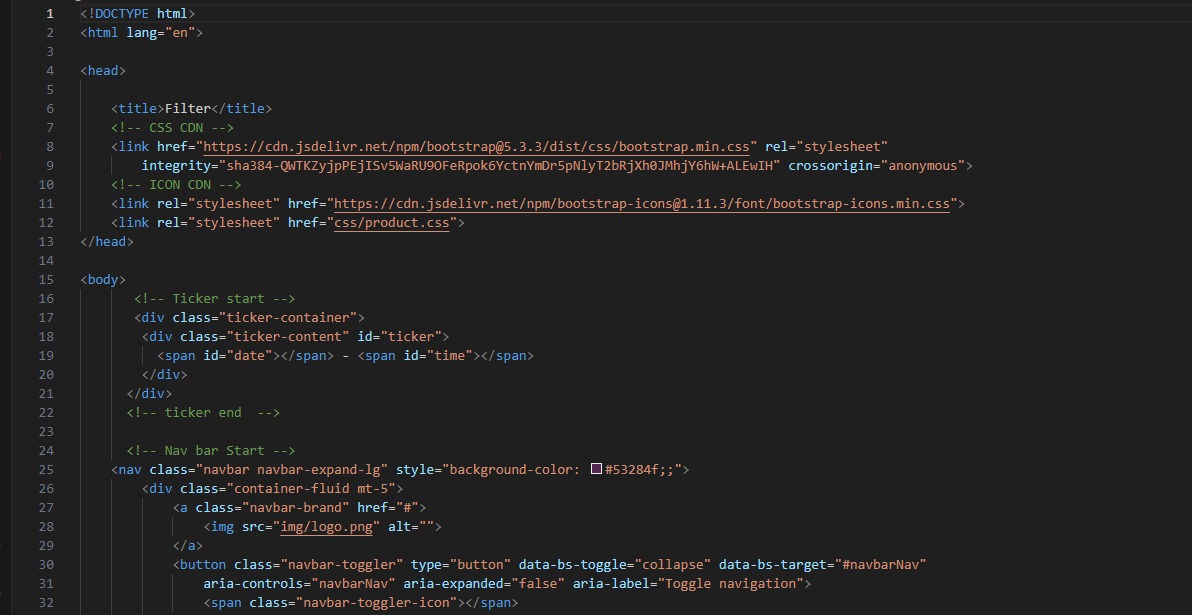 1 <!DOCTYPE html>
2 <html lang="en">
3
4 <head>
5
6 <title>Filter</title>
7 <!-- CSS CDN -->
8 <link href="https://cdn.jsdelivr.net/npm/bootstrap@5.3.3/dist/css/bootstrap.min.css" rel="stylesheet"
9 integrity="sha384-QWTKZyjpPEjISv5WaRU9OFeRpok6YctnYmDr5pNlyT2bRjXh0JMhjY6hW+ALEwIH" crossorigin="anonymous">
10 <!-- ICON CDN -->
11 <link rel="stylesheet" href="https://cdn.jsdelivr.net/npm/bootstrap-icons@1.11.3/font/bootstrap-icons.min.css">
12 <link rel="stylesheet" href="css/product.css">
13 </head>
14
15 <body>
16 <!-- Ticker start -->
17 <div class="ticker-container">
18 <div class="ticker-content" id="ticker">
19 <span id="date"></span> - <span id="time"></span>
20 </div>
21 </div>
22 <!-- ticker end  -->
23
24 <!-- Nav bar Start -->
25 <nav class="navbar navbar-expand-lg" style="background-color: #53284f;;">
26 <div class="container-fluid mt-5">
27 <a class="navbar-brand" href="#">
28 <img src="img/logo.png" alt="">
29 </a>
30 <button class="navbar-toggler" type="button" data-bs-toggle="collapse" data-bs-target="#navbarNav"
31 aria-controls="navbarNav" aria-expanded="false" aria-label="Toggle navigation">
32 <span class="navbar-toggler-icon"></span>